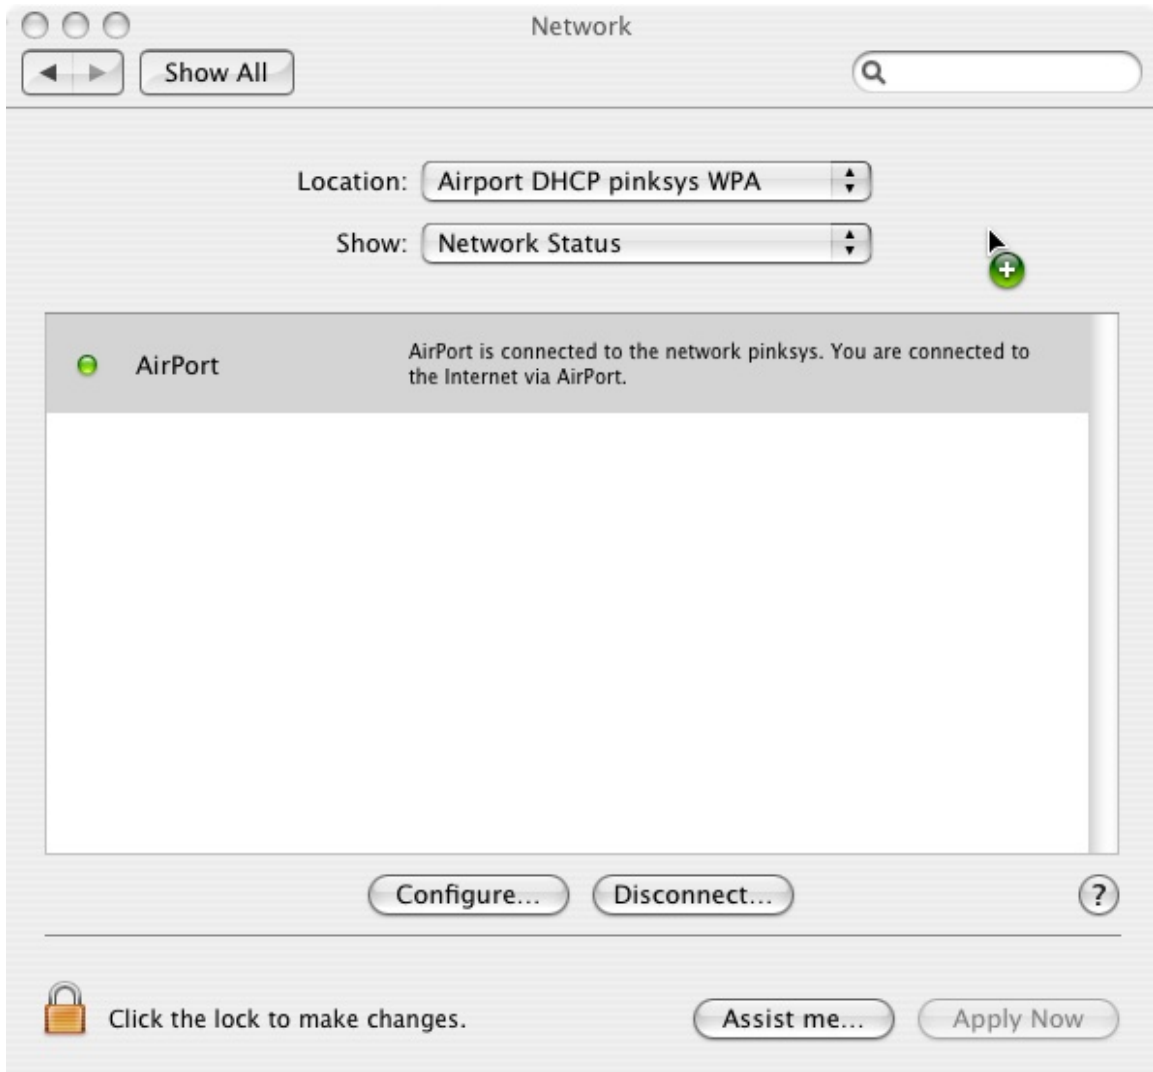 Network
Show All
Location: Airport DHCP pinksys WPA
Show: Network Status
AirPort
AirPort is connected to the network pinksys. You are connected to
the Internet via AirPort.
Configure... Disconnect... ?
Click the lock to make changes. Assist me... Apply Now